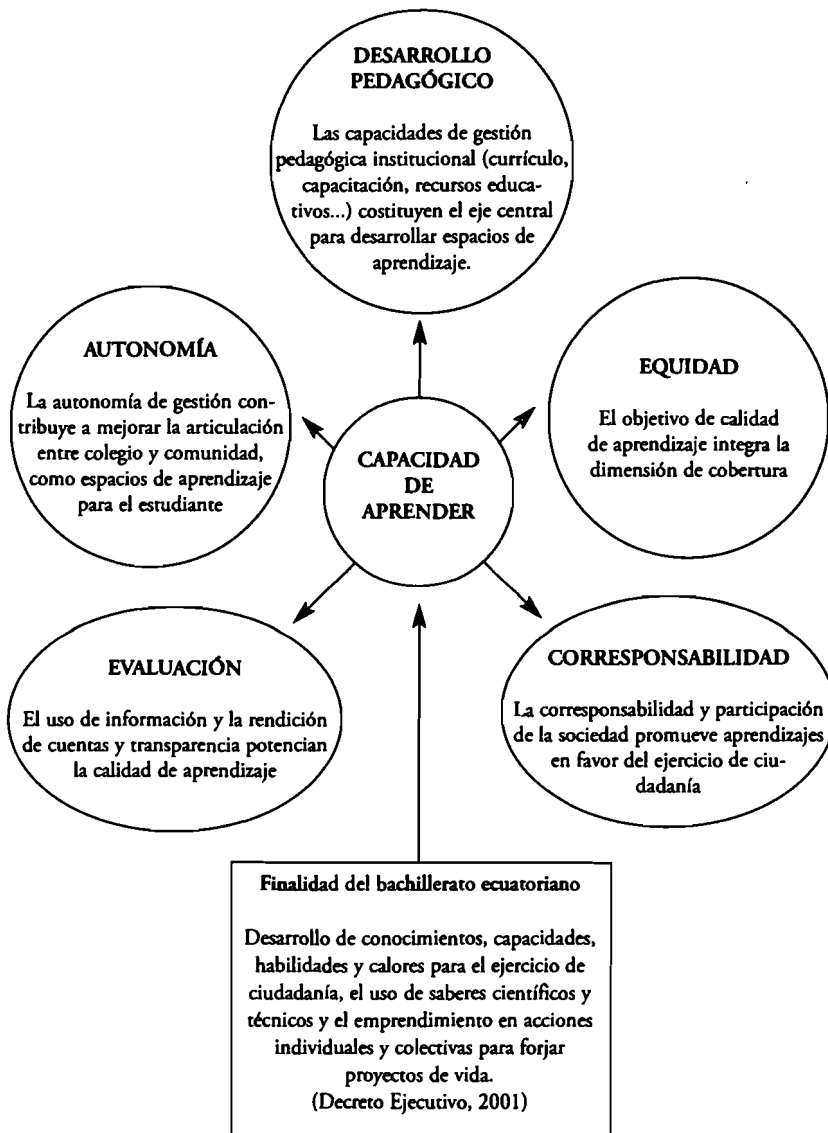 DESARROLLO
PEDAGÓGICO
Las capacidades de gestión
pedagógica institucional (currículo,
capacitación, recursos educa-
tivos...) costituyen el eje central
para desarrollar espacios de
aprendizaje.
AUTONOMÍA
La autonomía de gestión con-
tribuye a mejorar la articulación
entre colegio y comunidad,
como espacios de aprendizaje
para el estudiante
EQUIDAD
El objetivo de calidad
de aprendizaje integra la
dimensión de cobertura
CAPACIDAD
DE
APRENDER
EVALUACIÓN
El uso de información y la rendición
de cuentas y transparencia potencian
la calidad de aprendizaje
CORRESPONSABILIDAD
La corresponsabilidad y participación
de la sociedad promueve aprendizajes
en favor del ejercicio de ciu-
dadanía
Finalidad del bachillerato ecuatoriano
Desarrollo de conocimientos, capacidades,
habilidades y calores para el ejercicio de
ciudadanía, el uso de saberes científicos y
técnicos y el emprendimiento en acciones
individuales y colectivas para forjar
proyectos de vida.
(Decreto Ejecutivo, 2001)